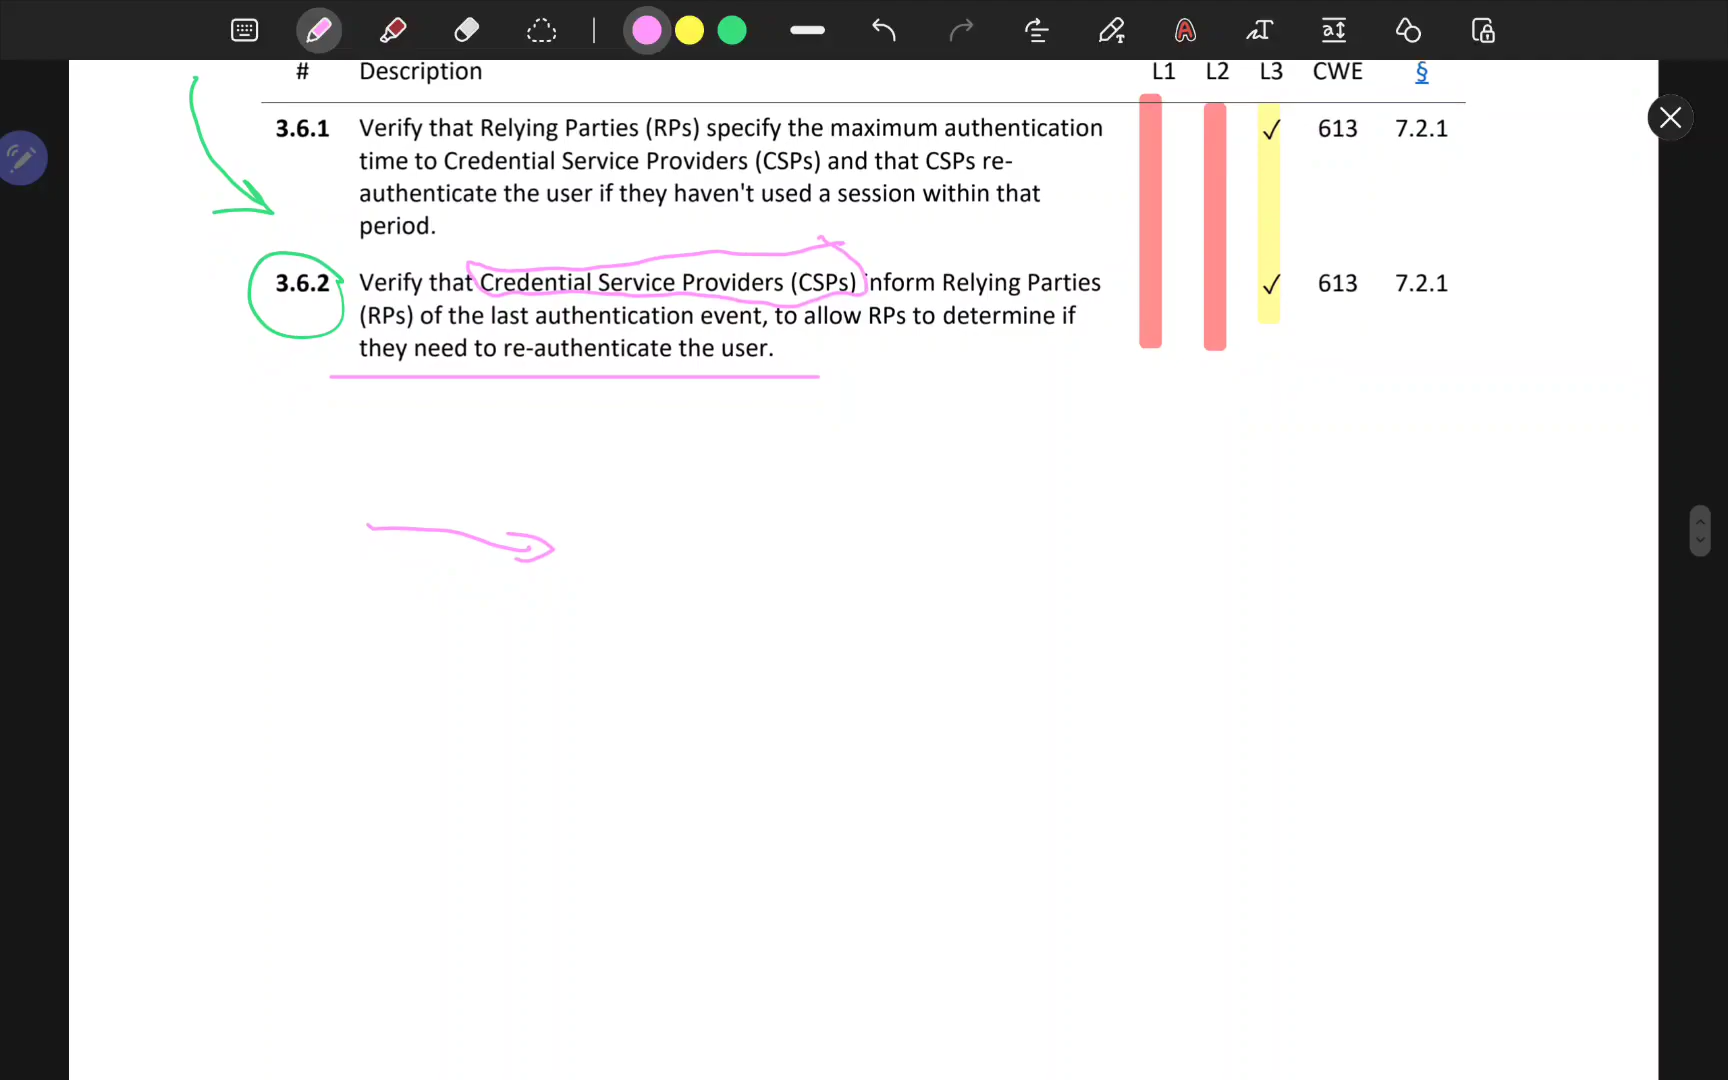 # Description L1 L2 L3 CWE §
3.6.1 Verify that Relying Parties (RPs) specify the maximum authentication ✓ 613 7.2.1
time to Credential Service Providers (CSPs) and that CSPs re-
authenticate the user if they haven't used a session within that
period.
3.6.2 Verify that Credential Service Providers (CSPs) inform Relying Parties ✓ 613 7.2.1
(RPs) of the last authentication event, to allow RPs to determine if
they need to re-authenticate the user.